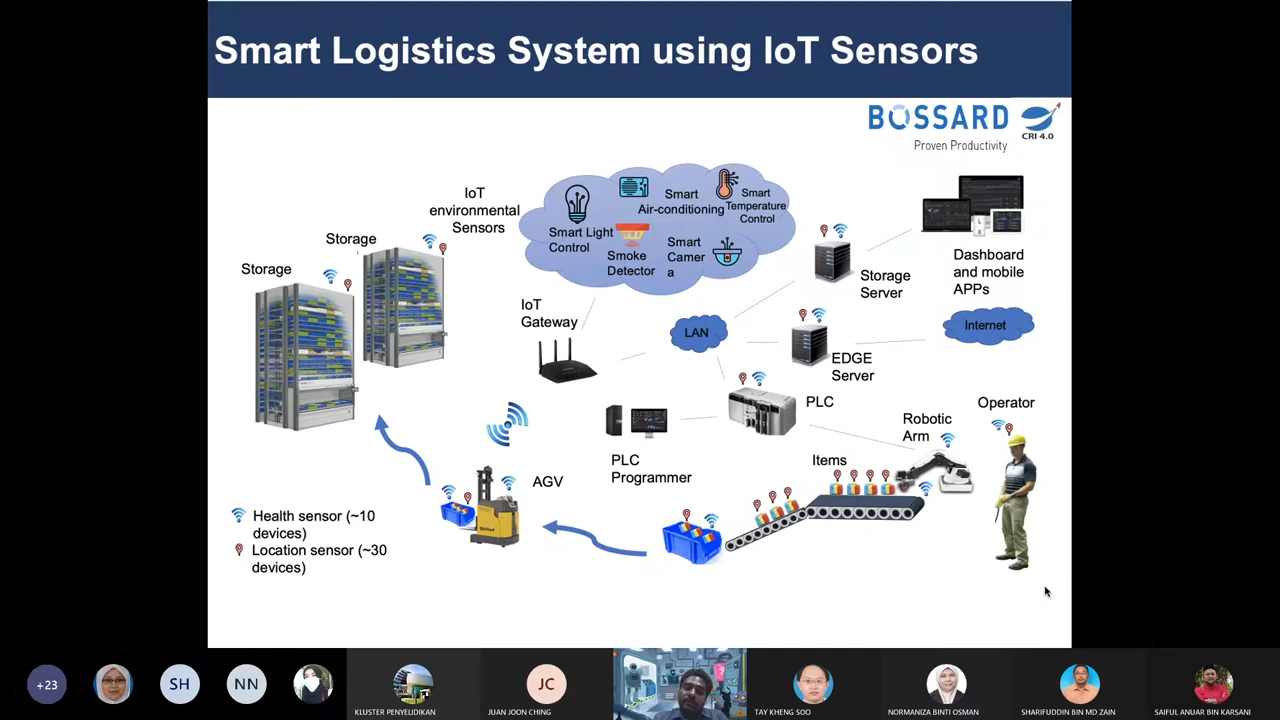 Smart Logistics System using IoT Sensors
BOSSARD
Proven Productivity
CRI 4.0
IoT
environmental
Sensors
Storage
Storage
Smart Light
Control
Smart
Air-conditioning
Smart
Temperature
Control
Smoke
Detector
Smart
Camer
a
Storage
Server
Dashboard
and mobile
APPs
IoT
Gateway
LAN
Internet
EDGE
Server
PLC
Operator
Robotic
Arm
PLC
Programmer
Items
AGV
Health sensor (~10
devices)
Location sensor (~30
devices)
+23
SH
NN
KLUSTER PENYELIDIKAN
JC
JUAN JOON CHING
TAY KHENG SOO
NORMANIZA BINTI OSMAN
SHARIFUDDIN BIN MD ZAIN
SAIFUL ANUAR BIN KARSANI